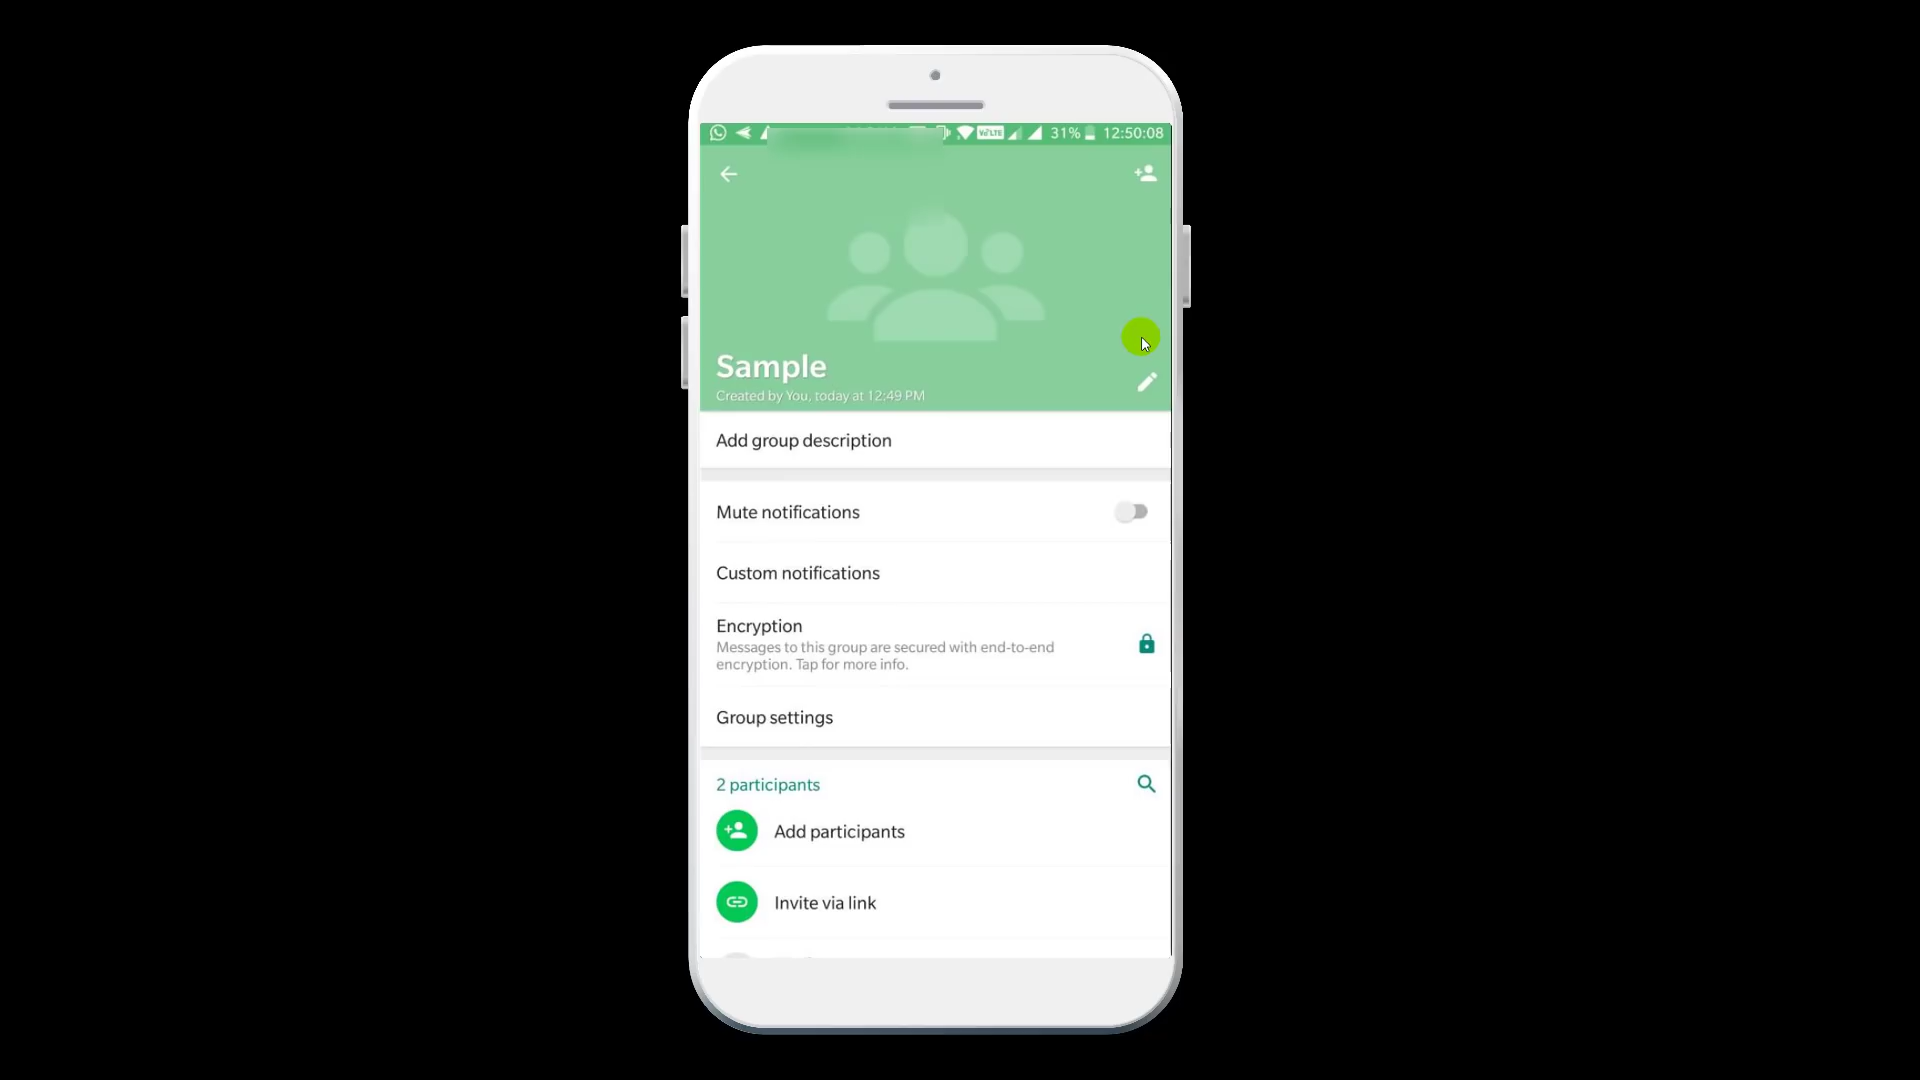 VoLTE 31% 12:50:08
Sample
Created by You, today at 12:49 PM
Add group description
Mute notifications
Custom notifications
Encryption
Messages to this group are secured with end-to-end
encryption. Tap for more info.
Group settings
2 participants
Add participants
Invite via link